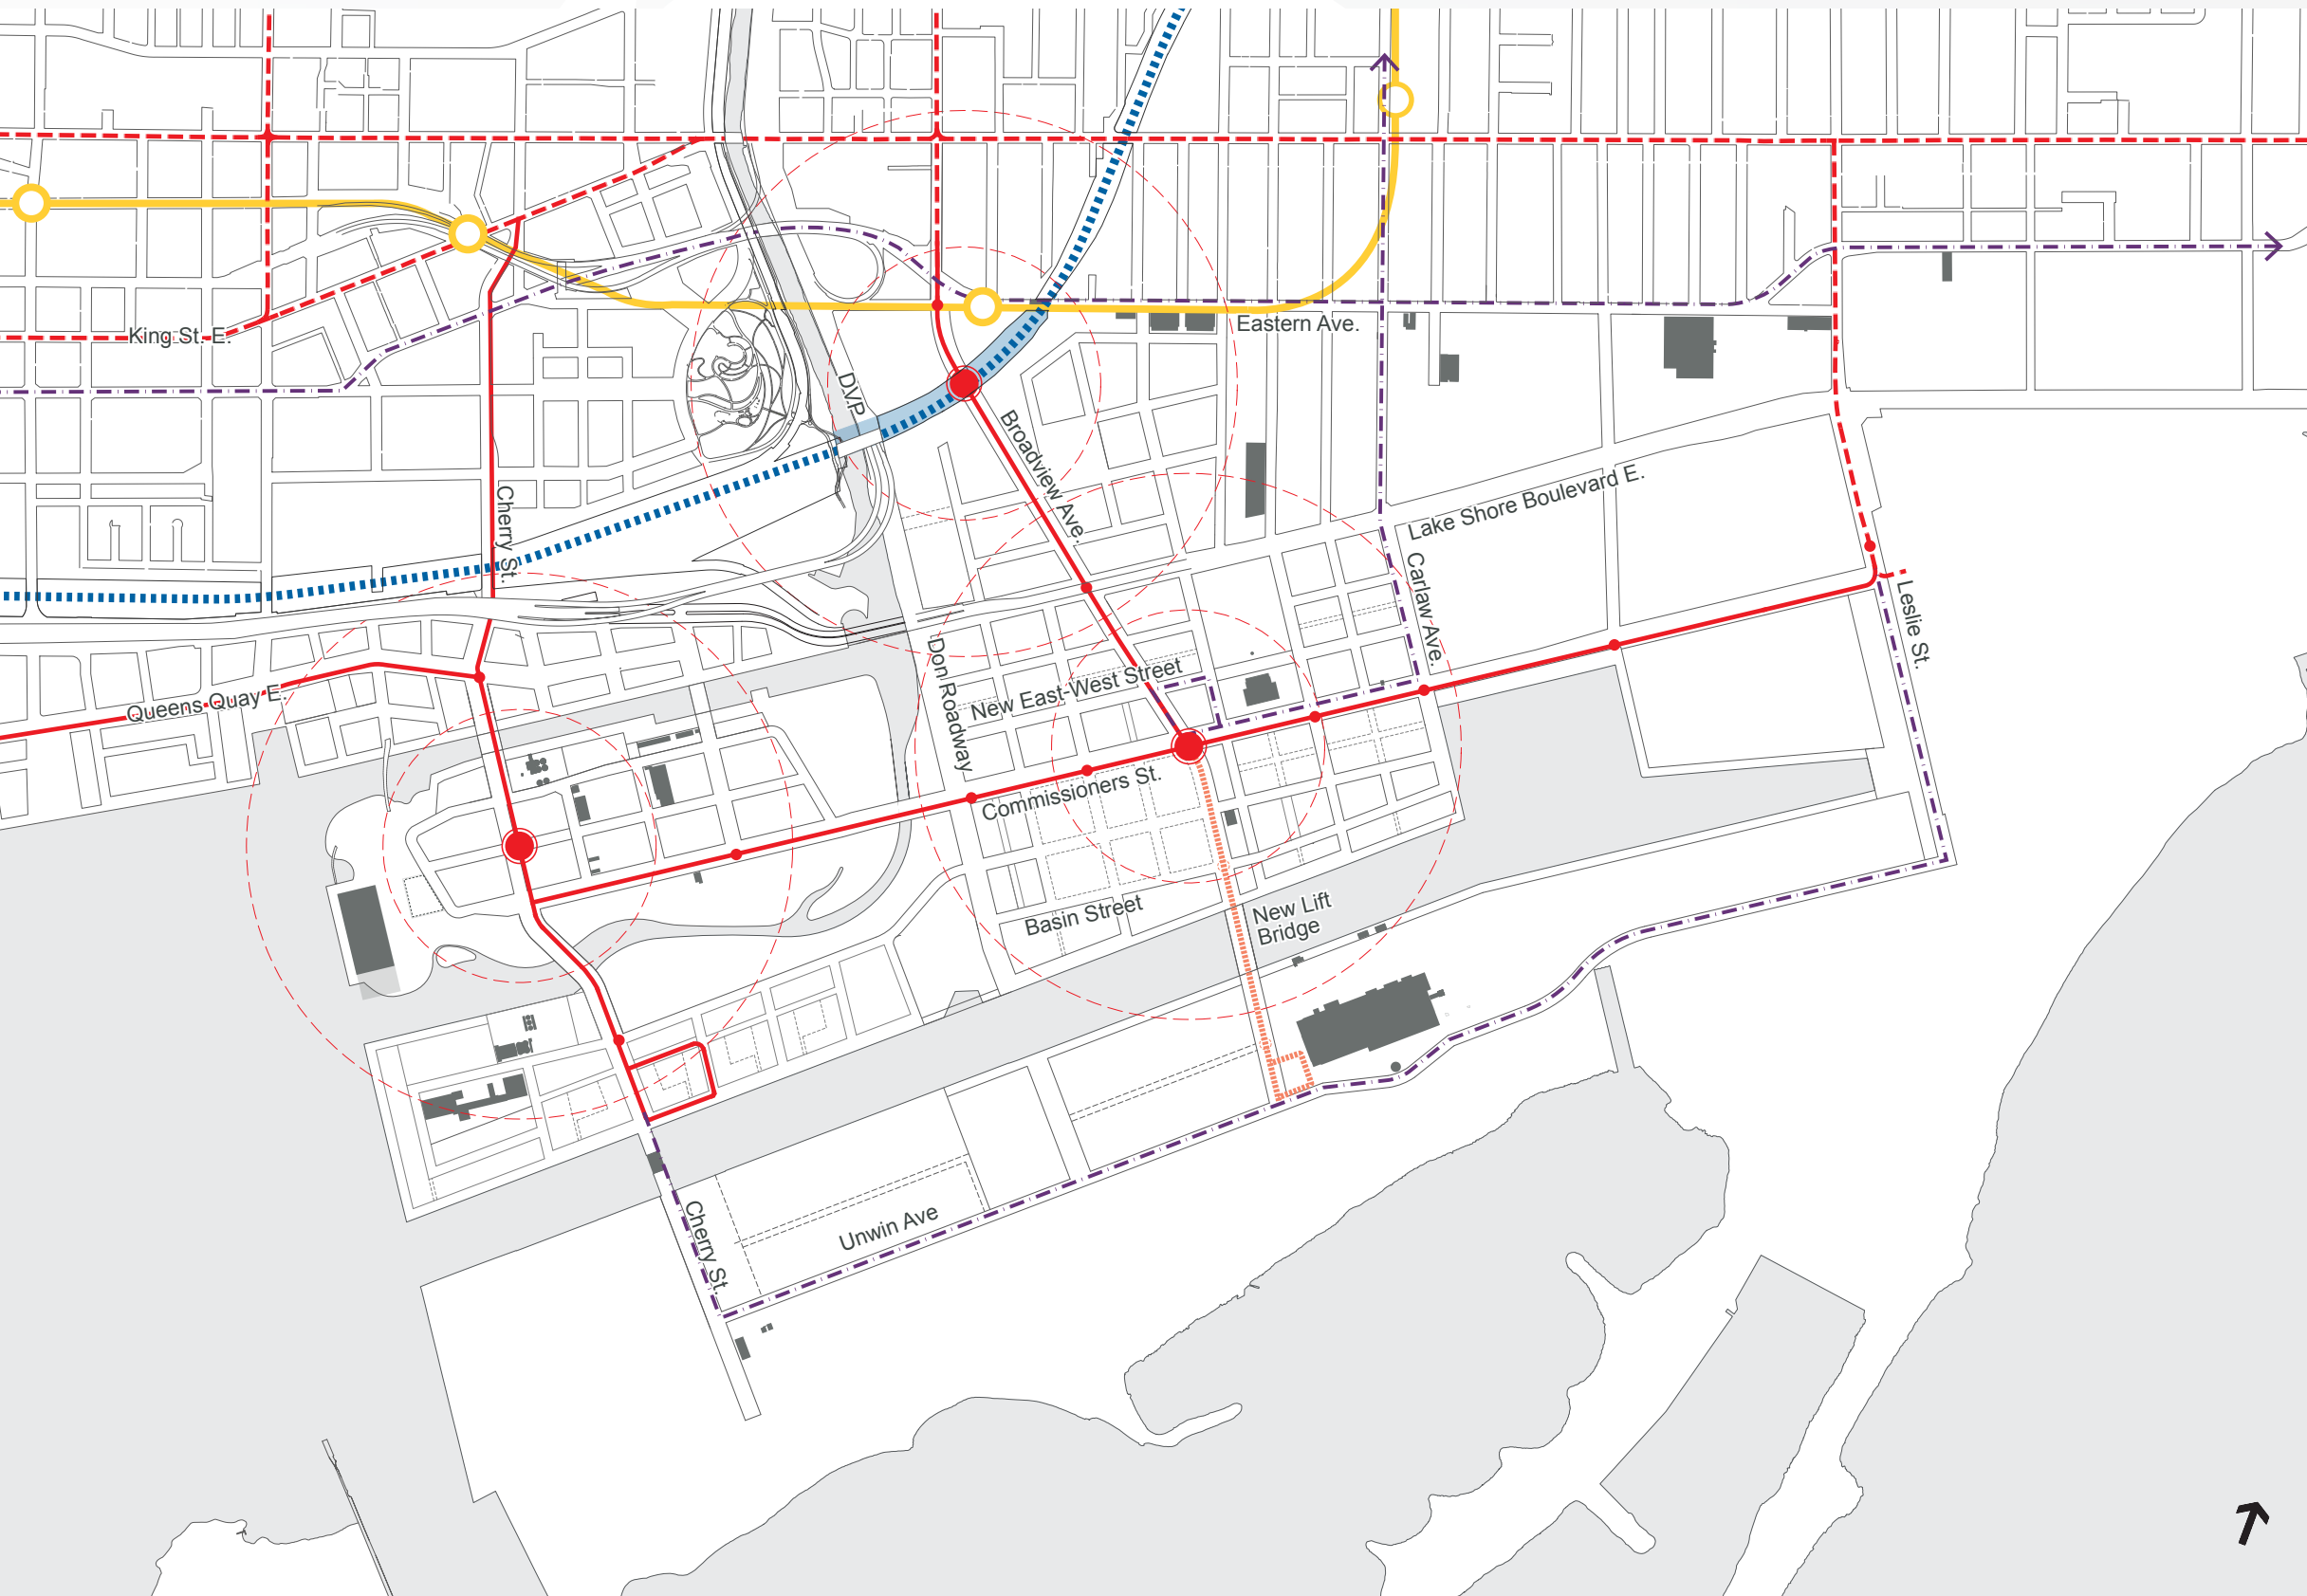 King St. E.
Eastern Ave.
DVP
Broadview Ave.
Cherry St.
Lake Shore Boulevard E.
Carlaw Ave.
Leslie St.
Don Roadway
New East-West Street
Queens Quay E.
Commissioners St.
Basin Street
New Lift
Bridge
Cherry St.
Unwin Ave